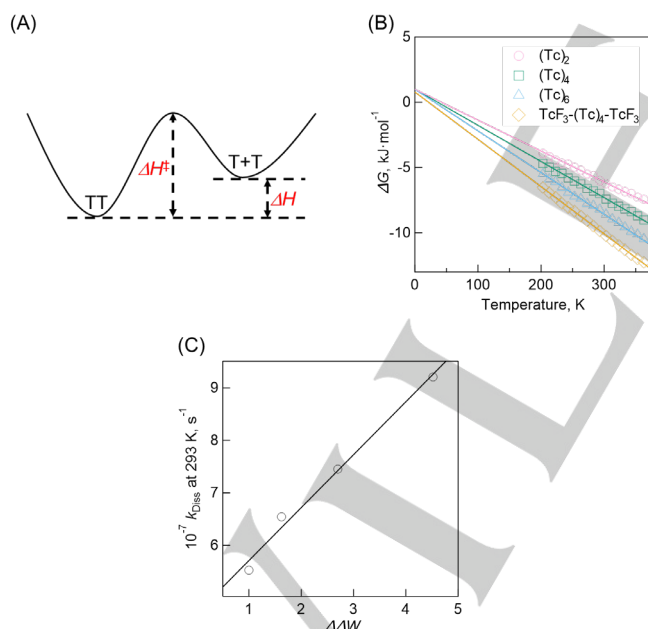 (A)
TT
ΔH‡
T+T
ΔH
(B)
ΔG, kJ·mol⁻¹
5
0
-5
-10
(Tc)₂
(Tc)₄
(Tc)₆
TcF₃-(Tc)₄-TcF₃
0 100 200 300
Temperature, K
(C)
10⁻⁷ k_Diss at 293 K, s⁻¹
9
8
7
6
1 2 3 4 5
ΔΔW